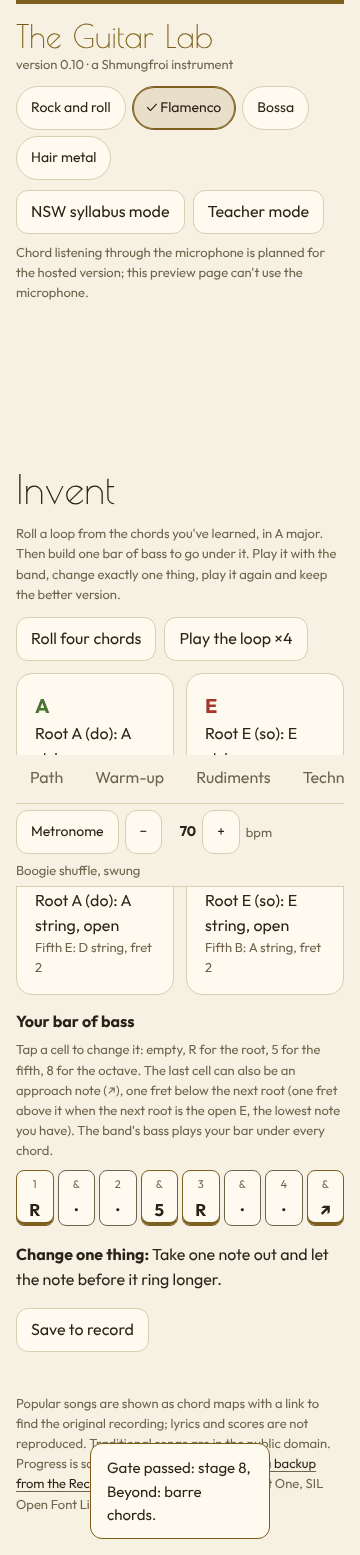 The Guitar Lab
version 0.10 · a Shmungfroi instrument
Rock and roll
✓ Flamenco
Bossa
Hair metal
NSW syllabus mode
Teacher mode
Chord listening through the microphone is planned for
the hosted version; this preview page can't use the
microphone.
Invent
Roll a loop from the chords you've learned, in A major.
Then build one bar of bass to go under it. Play it with the
band, change exactly one thing, play it again and keep
the better version.
Roll four chords
Play the loop ×4
A
Root A (do): A
E
Root E (so): E
Path
Warm-up
Rudiments
Techn
Metronome
−
70
+
bpm
Boogie shuffle, swung
Root A (do): A
string, open
Fifth E: D string, fret
2
Root E (so): E
string, open
Fifth B: A string, fret
2
Your bar of bass
Tap a cell to change it: empty, R for the root, 5 for the
fifth, 8 for the octave. The last cell can also be an
approach note (↗), one fret below the next root (one fret
above it when the next root is the open E, the lowest note
you have). The band's bass plays your bar under every
chord.
1 & 2 & 3 & 4 &
R · · 5 R · · ↗
Change one thing: Take one note out and let
the note before it ring longer.
Save to record
Popular songs are shown as chord maps with a link to
find the original recording; lyrics and scores are not
reproduced. Traditional songs are in the public domain.
Progress is backup
from the Rec t One, SIL
Open Font Li
Gate passed: stage 8,
Beyond: barre
chords.